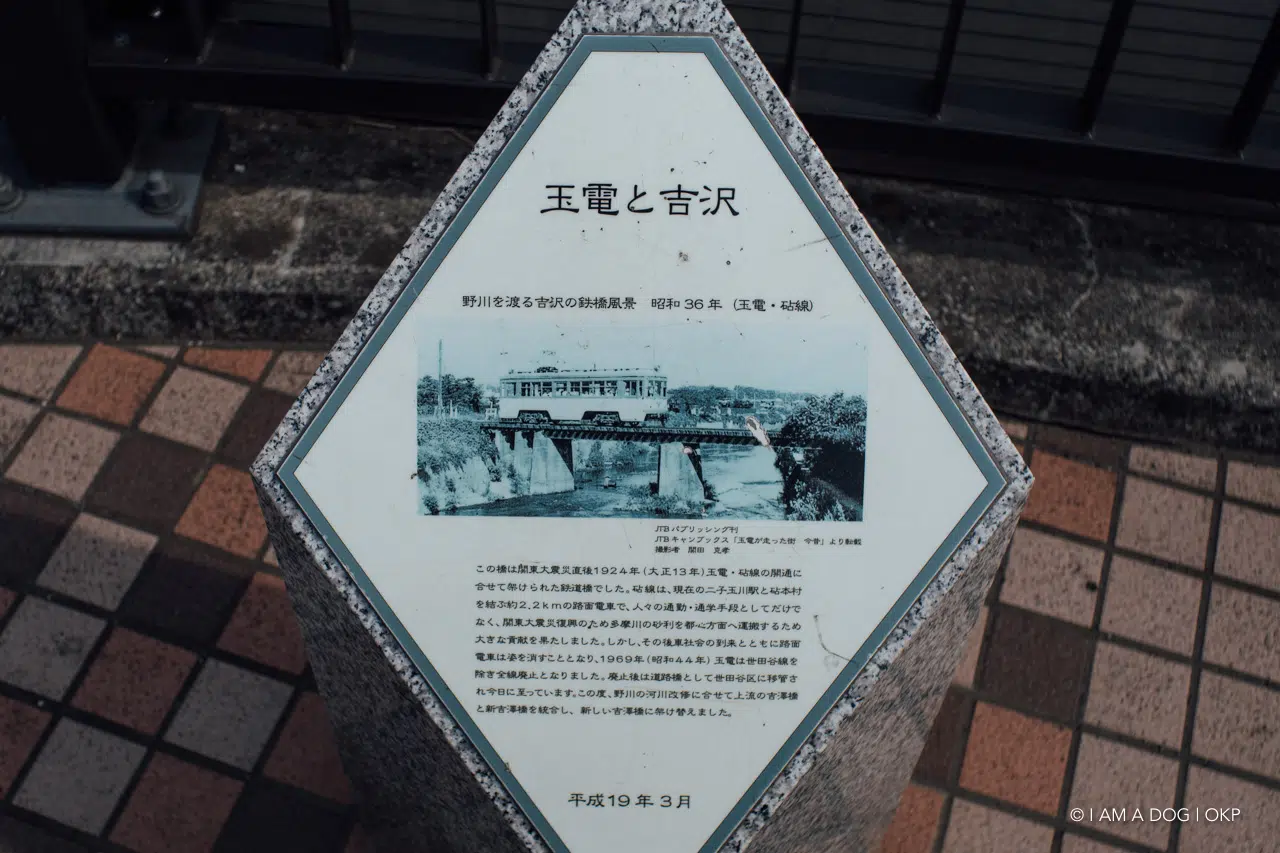 玉電と吉沢
野川を渡る吉沢の鉄橋風景　昭和36年（玉電・砧線）
JTBパブリッシング刊
JTBキャンブックス「玉電が走った街　今昔」より転載
撮影者　関田　克孝
この橋は関東大震災直後1924年(大正13年)玉電・砧線の開通に
合せて架けられた鉄道橋でした。砧線は、現在の二子玉川駅と砧本村
を結ぶ約2.2kmの路面電車で、人々の通勤・通学手段としてだけで
なく、関東大震災復興のため多摩川の砂利を都心方面へ運搬するため
大きな貢献を果たしました。しかし、その後車社会の到来とともに路面
電車は姿を消すこととなり、1969年(昭和44年)玉電は世田谷線を
除き全線廃止となりました。廃止後は道路橋として世田谷区に移管さ
れ今日に至っています。この度、野川の河川改修に合せて上流の吉澤橋
と新吉澤橋を統合し、新しい吉澤橋に架け替えました。
平成19年3月
© I AM A DOG | OKP